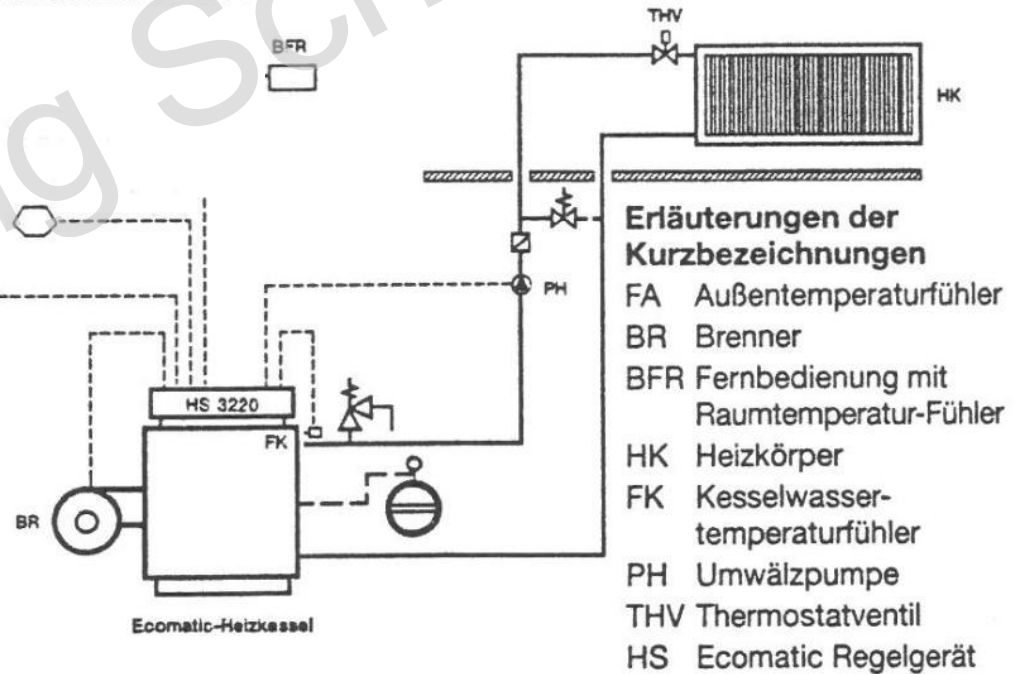 THV
BFR
HK
Erläuterungen der
Kurzbezeichnungen
FA Außentemperaturfühler
BR Brenner
BFR Fernbedienung mit
Raumtemperatur-Fühler
HK Heizkörper
FK Kesselwasser-
temperaturfühler
PH Umwälzpumpe
THV Thermostatventil
HS Ecomatic Regelgerät
PH
HS 3220
FK
BR
Ecomatic-Heizkessel